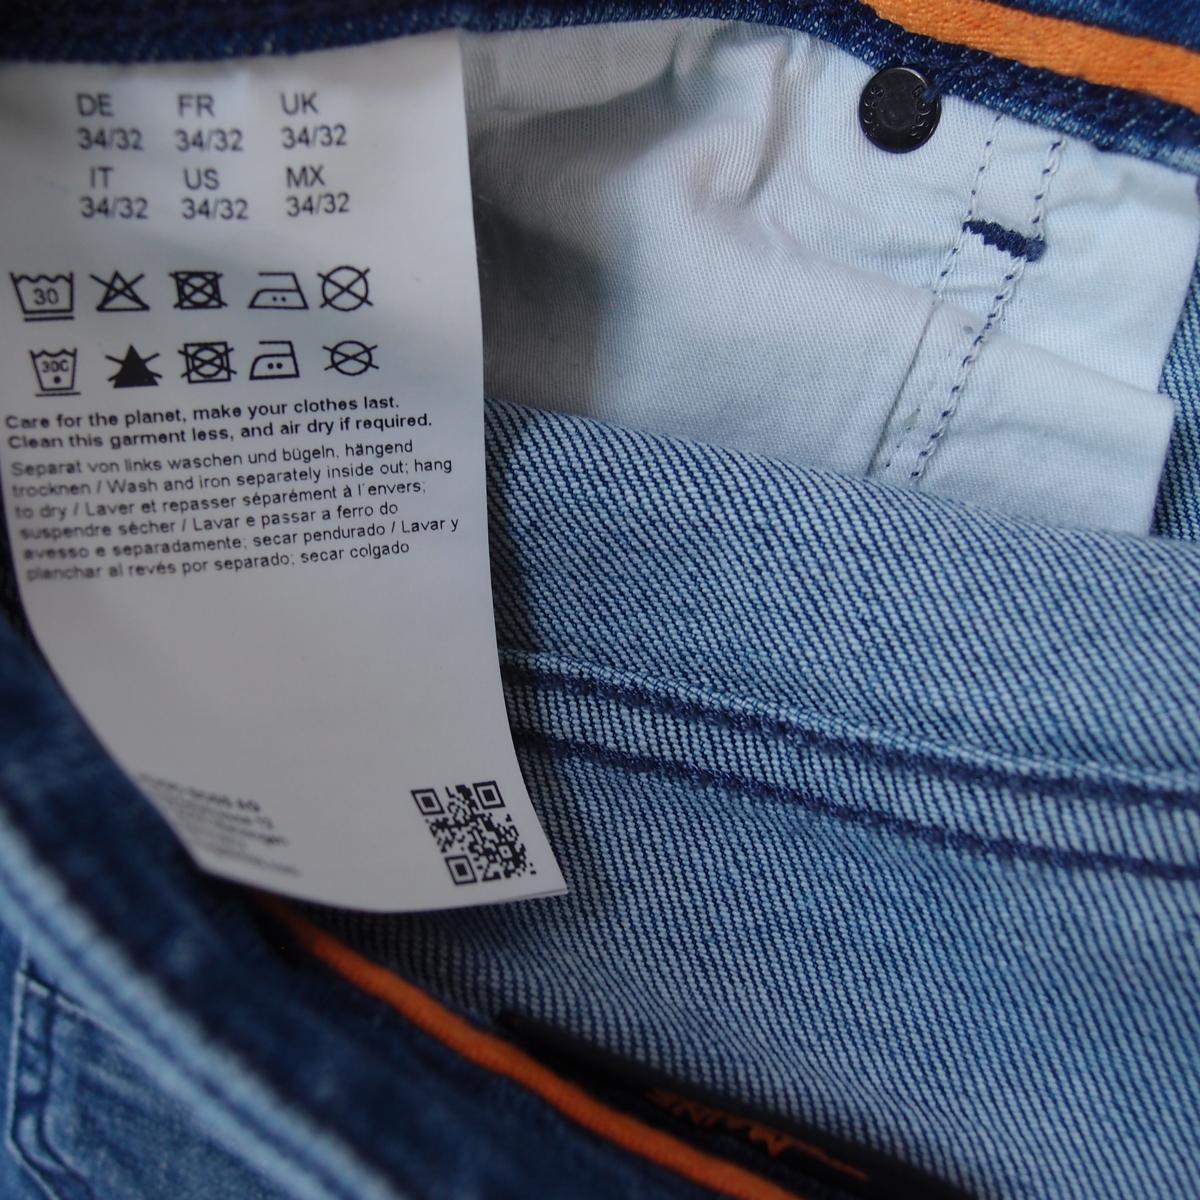 DE FR UK
34/32 34/32 34/32
IT US MX
34/32 34/32 34/32
30
30C
Care for the planet, make your clothes last.
Clean this garment less, and air dry if required.
Separat von links waschen und bügeln, hängend
trocknen / Wash and iron separately inside out; hang
to dry / Laver et repasser séparément à l'envers;
suspendre sécher / Lavar e passar a ferro do
avesso e separadamente; secar pendurado / Lavar y
planchar al revés por separado; secar colgado
MAINE